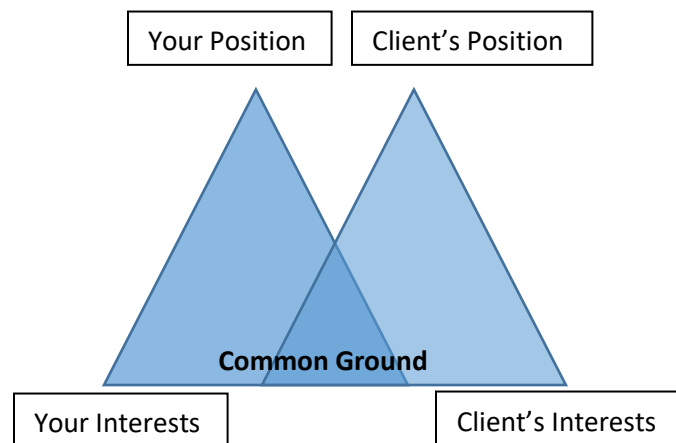 Your Position
Client’s Position
Common Ground
Your Interests
Client’s Interests